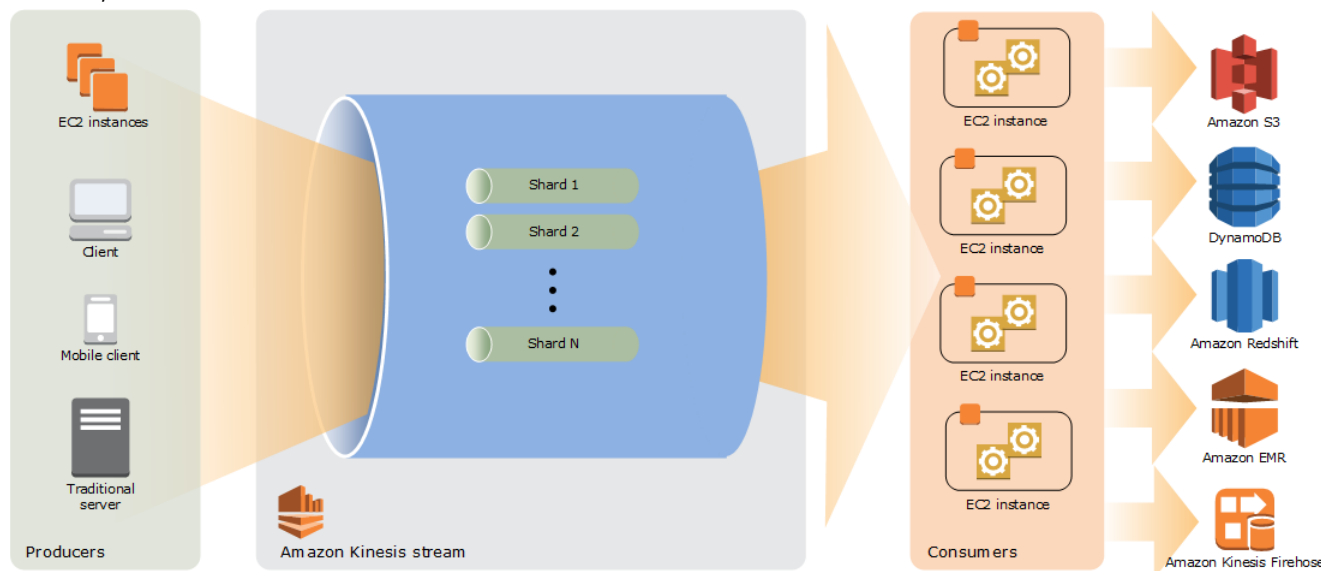 EC2 instances
Client
Mobile client
Traditional
server
Producers
Shard 1
Shard 2
Shard N
Amazon Kinesis stream
EC2 instance
EC2 instance
EC2 instance
EC2 instance
Consumers
Amazon S3
DynamoDB
Amazon Redshift
Amazon EMR
Amazon Kinesis Firehose